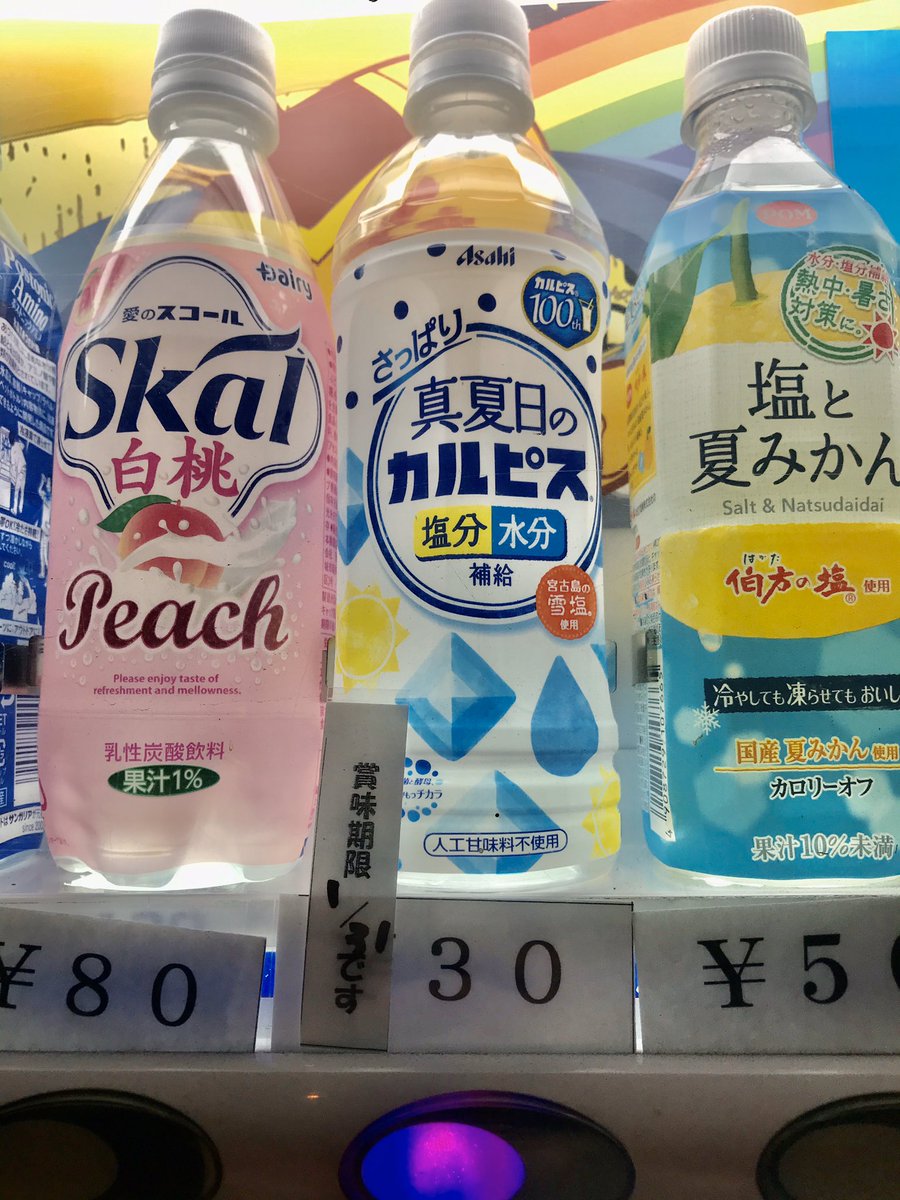 Dairy
愛のスコール
Skal
白桃
Peach
Please enjoy taste of
refreshment and mellowness.
乳性炭酸飲料
果汁1%
Asahi
カルピス
100th
さっぱり
真夏日の
カルピス
塩分 水分
補給
宮古島の
雪塩
使用
人工甘味料不使用
DOM
水分・塩分補給
熱中・暑さ
対策に。
塩と
夏みかん
Salt & Natsudaidai
はかた
伯方の塩® 使用
冷やしても凍らせてもおいし
国産夏みかん使用
カロリーオフ
果汁10%未満
since
賞味期限
1/31
です
¥80
30
¥50